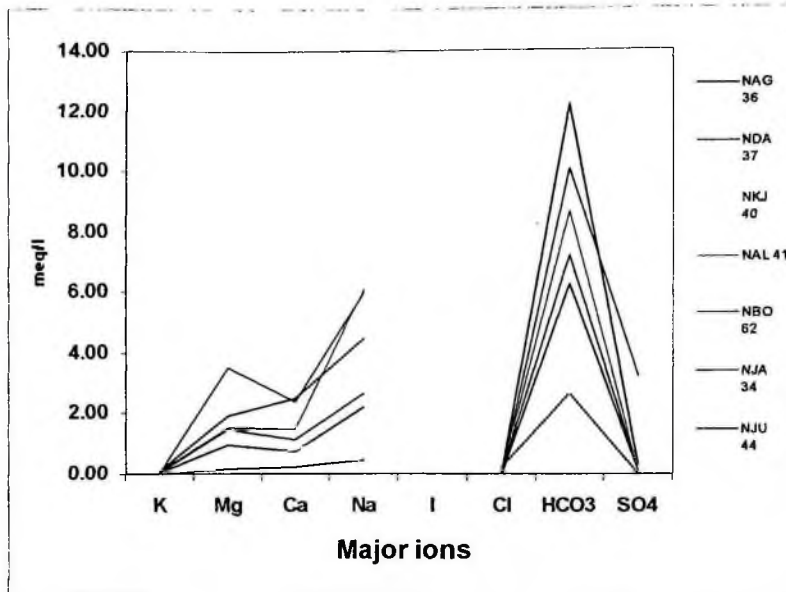 14.00
12.00
10.00
8.00
6.00
4.00
2.00
0.00
meq/l
K Mg Ca Na I Cl HCO3 SO4
Major ions
NAG
36
NDA
37
NKJ
40
NAL 41
NBO
62
NJA
34
NJU
44